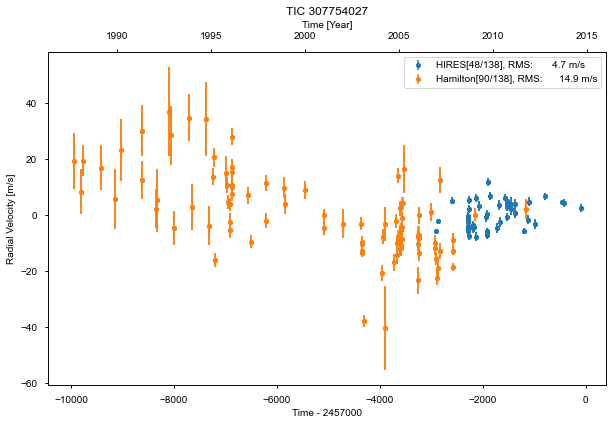 TIC 307754027
Time [Year]
1990 1995 2000 2005 2010 2015
HIRES[48/138], RMS: 4.7 m/s
Hamilton[90/138], RMS: 14.9 m/s
Radial Velocity [m/s]
40
20
0
−20
−40
−60
−10000 −8000 −6000 −4000 −2000 0
Time - 2457000